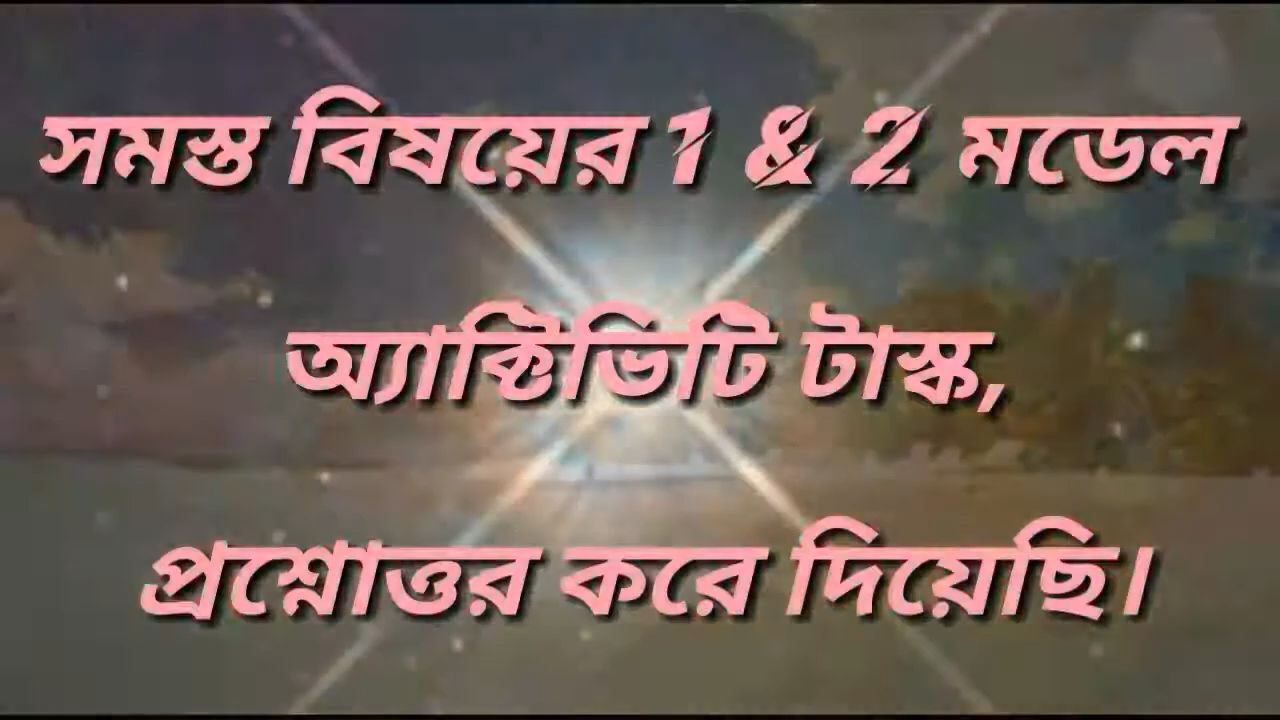 সমস্ত বিষয়ের 1 & 2 মডেল
অ্যাক্টিভিটি টাস্ক,
প্রশ্নোত্তর করে দিয়েছি।